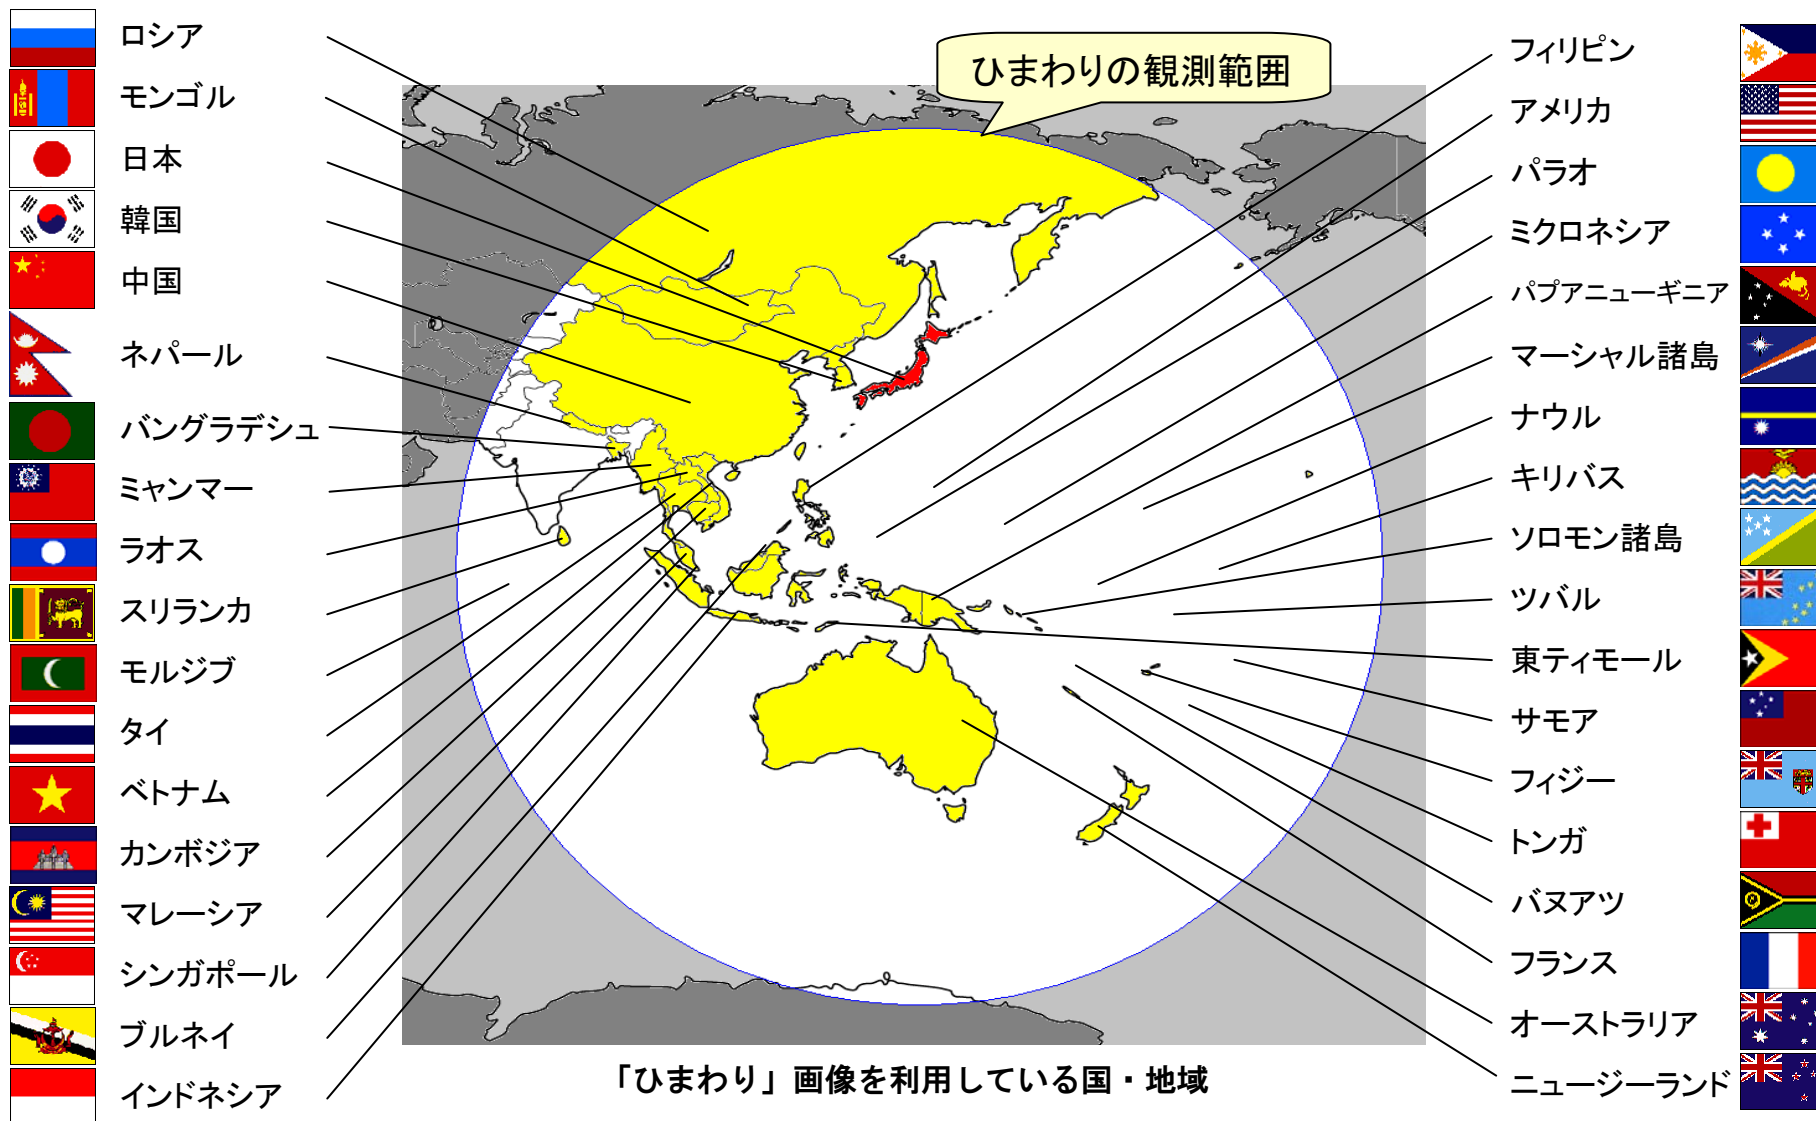 ロシア
モンゴル
日本
韓国
中国
ネパール
バングラデシュ
ミャンマー
ラオス
スリランカ
モルジブ
タイ
ベトナム
カンボジア
マレーシア
シンガポール
ブルネイ
インドネシア
ひまわりの観測範囲
フィリピン
アメリカ
パラオ
ミクロネシア
パプアニューギニア
マーシャル諸島
ナウル
キリバス
ソロモン諸島
ツバル
東ティモール
サモア
フィジー
トンガ
バヌアツ
フランス
オーストラリア
ニュージーランド
「ひまわり」画像を利用している国・地域